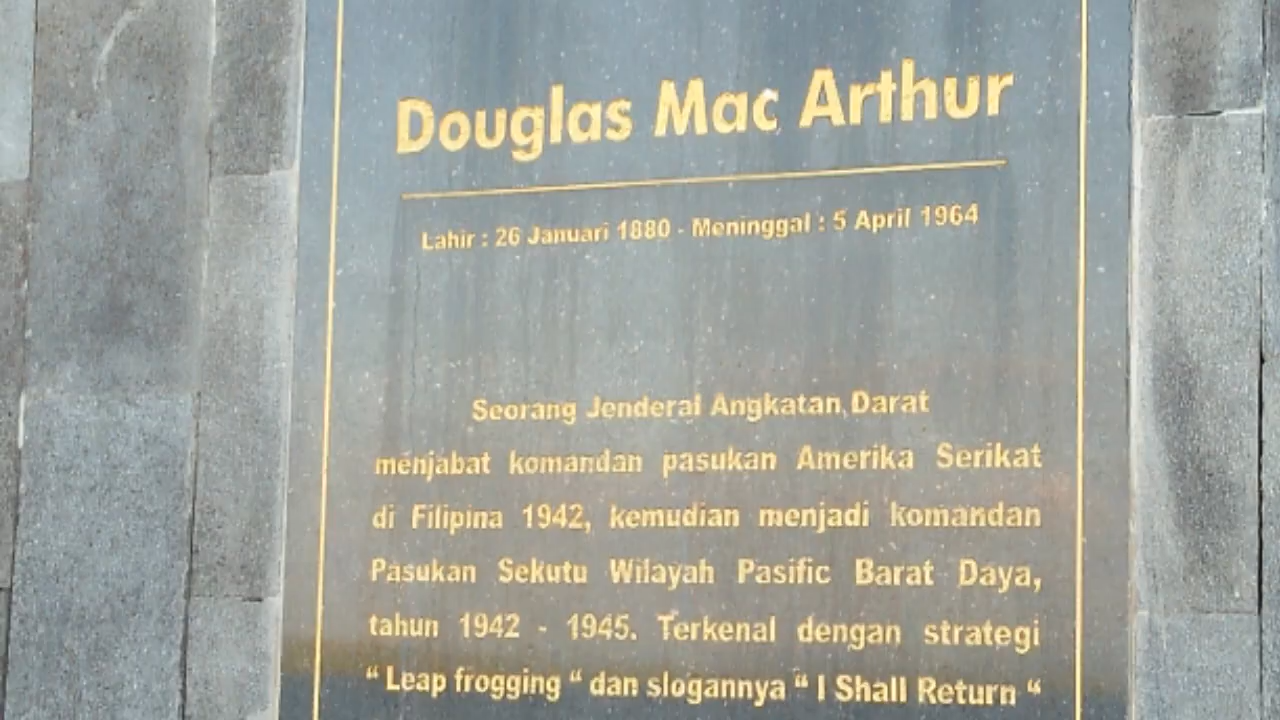 Douglas Mac Arthur
Lahir : 26 Januari 1880 - Meninggal : 5 April 1964
Seorang Jenderal Angkatan Darat
menjabat komandan pasukan Amerika Serikat
di Filipina 1942, kemudian menjadi komandan
Pasukan Sekutu Wilayah Pasific Barat Daya,
tahun 1942 - 1945. Terkenal dengan strategi
“ Leap frogging “ dan slogannya “ I Shall Return “